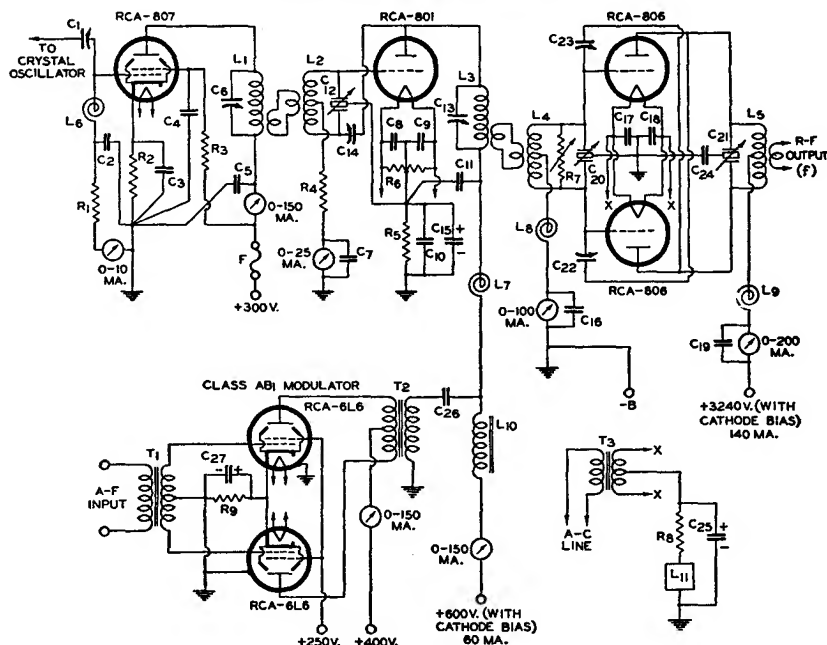 RCA-807
RCA-801
RCA-806
C1
TO
CRYSTAL
OSCILLATOR
L6
C2
R1
0-10
MA.
R2
C3
C4
R3
C5
C6
L1
0-150
MA.
F
+300V.
L2
C12
C14
R4
0-25
MA.
C7
C8
C9
R6
R5
C10
C15
+
-
C11
C13
L3
L7
L4
R7
C20
C23
C22
C17
C18
X
X
C24
C21
L5
R-F
OUTPUT
(F)
RCA-806
L8
0-100
MA.
C16
-B
L9
C19
0-200
MA.
+3240V. (WITH
CATHODE BIAS)
140 MA.
CLASS AB1 MODULATOR
RCA-6L6
T1
A-F
INPUT
C27
- +
R9
RCA-6L6
+250V.
+400V.
0-150
MA.
T2
C26
L10
0-150
MA.
+600V. (WITH
CATHODE BIAS)
60 MA.
T3
X
X
A-C
LINE
R8
C25
+
-
L11